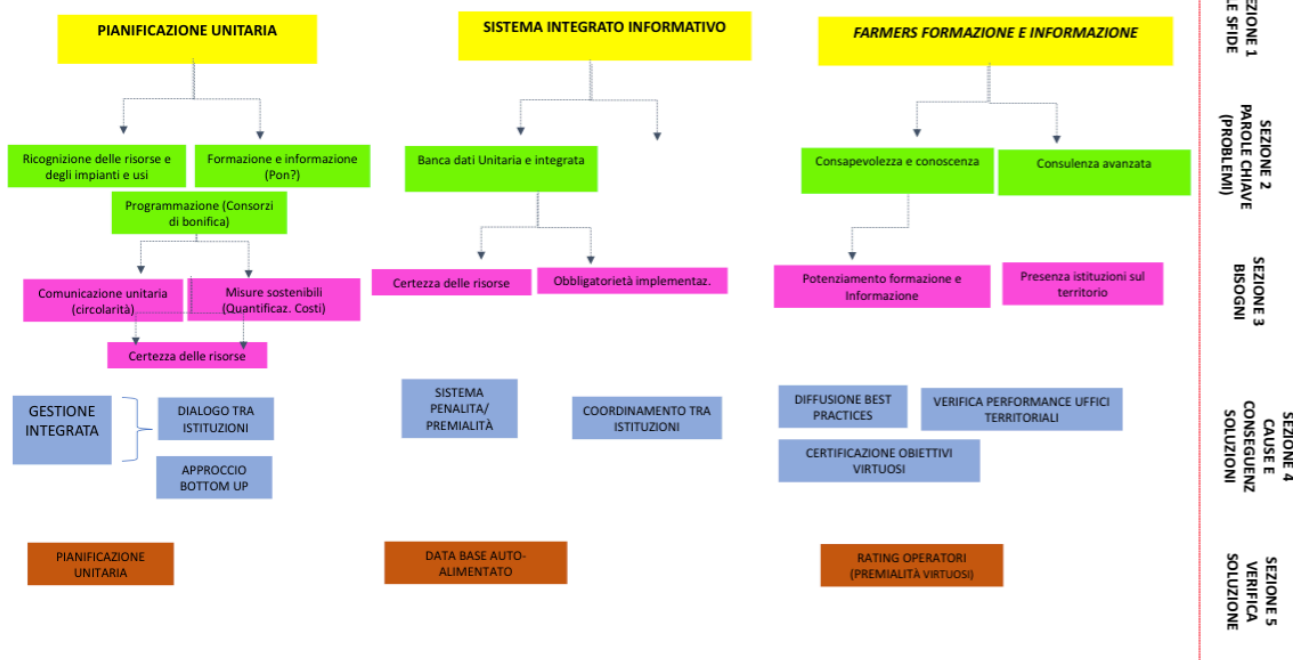 PIANIFICAZIONE UNITARIA
SISTEMA INTEGRATO INFORMATIVO
FARMERS FORMAZIONE E INFORMAZIONE
EZIONE 1
LE SFIDE
Ricognizione delle risorse e
degli impianti e usi
Formazione e informazione
(Pon?)
Programmazione (Consorzi
di bonifica)
Banca dati Unitaria e integrata
Consapevolezza e conoscenza
Consulenza avanzata
SEZIONE 2
PAROLE CHIAVE
(PROBLEMI)
Comunicazione unitaria
(circolarità)
Misure sostenibili
(Quantificaz. Costi)
Certezza delle risorse
Certezza delle risorse
Obbligatorietà implementaz.
Potenziamento formazione e
Informazione
Presenza istituzioni sul
territorio
SEZIONE 3
BISOGNI
GESTIONE
INTEGRATA
DIALOGO TRA
ISTITUZIONI
APPROCCIO
BOTTOM UP
SISTEMA
PENALITA/
PREMIALITÀ
COORDINAMENTO TRA
ISTITUZIONI
DIFFUSIONE BEST
PRACTICES
VERIFICA PERFORMANCE UFFICI
TERRITORIALI
CERTIFICAZIONE OBIETTIVI
VIRTUOSI
SEZIONE 4
CAUSE E
CONSEGUENZ
SOLUZIONI
PIANIFICAZIONE
UNITARIA
DATA BASE AUTO-
ALIMENTATO
RATING OPERATORI
(PREMIALITÀ VIRTUOSI)
SEZIONE 5
VERIFICA
SOLUZIONE